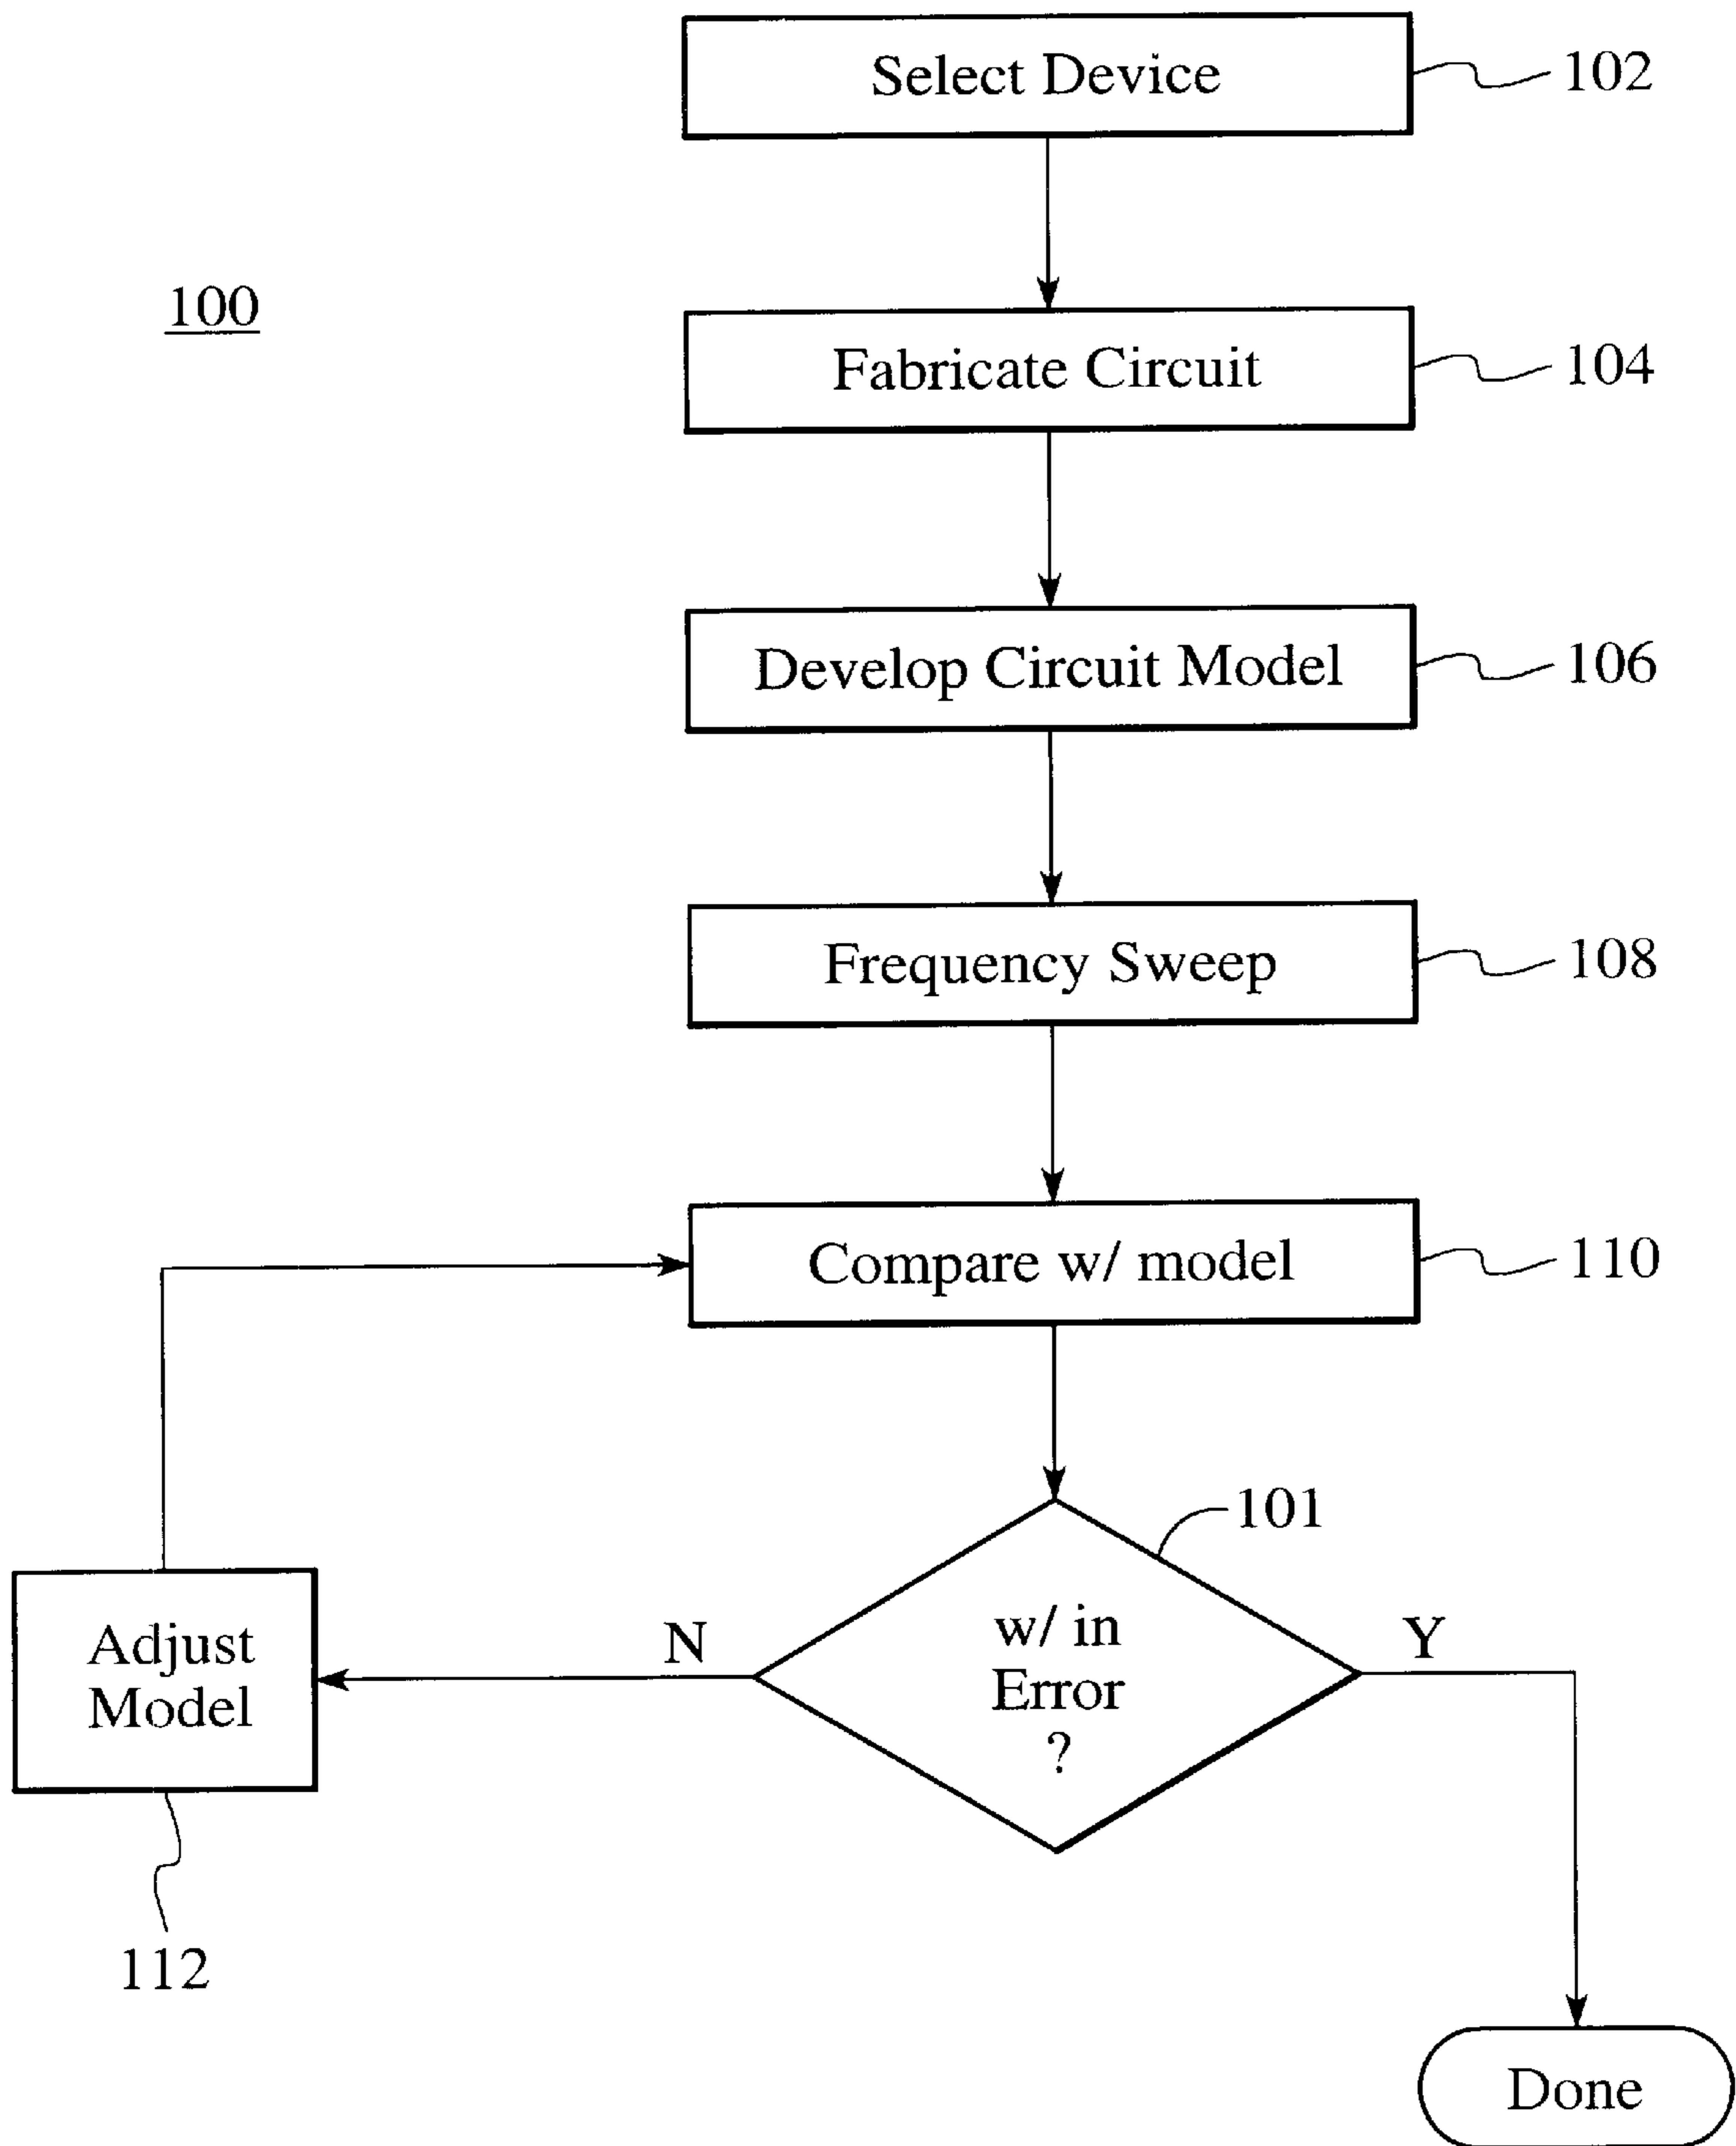 Select Device
102
100
Fabricate Circuit
104
Develop Circuit Model
106
Frequency Sweep
108
Compare w/ model
110
101
w/ in
Error
?
N
Y
Adjust
Model
112
Done